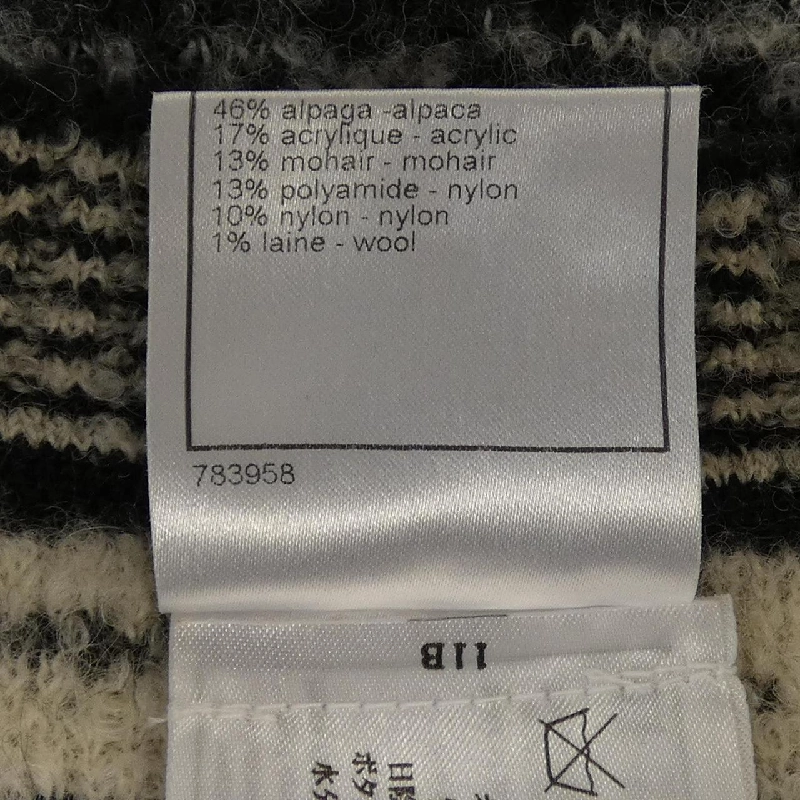 46% alpaga -alpaca
17% acrylique - acrylic
13% mohair - mohair
13% polyamide - nylon
10% nylon - nylon
1% laine - wool
783958
11B